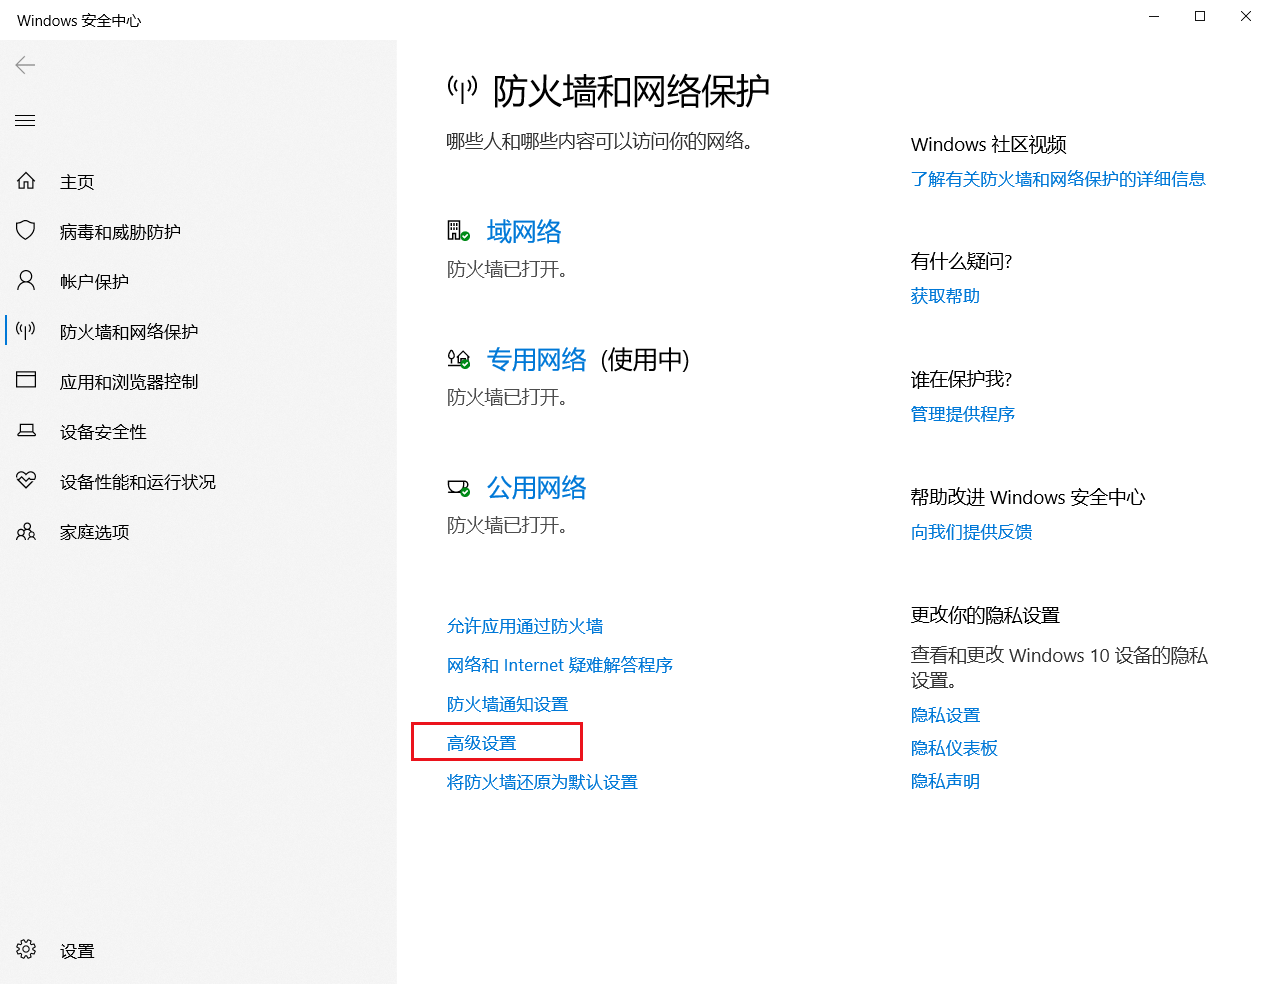 Windows 安全中心
主页
病毒和威胁防护
帐户保护
防火墙和网络保护
应用和浏览器控制
设备安全性
设备性能和运行状况
家庭选项
设置
防火墙和网络保护
哪些人和哪些内容可以访问你的网络。
域网络
防火墙已打开。
专用网络 (使用中)
防火墙已打开。
公用网络
防火墙已打开。
允许应用通过防火墙
网络和 Internet 疑难解答程序
防火墙通知设置
高级设置
将防火墙还原为默认设置
Windows 社区视频
了解有关防火墙和网络保护的详细信息
有什么疑问?
获取帮助
谁在保护我?
管理提供程序
帮助改进 Windows 安全中心
向我们提供反馈
更改你的隐私设置
查看和更改 Windows 10 设备的隐私
设置。
隐私设置
隐私仪表板
隐私声明